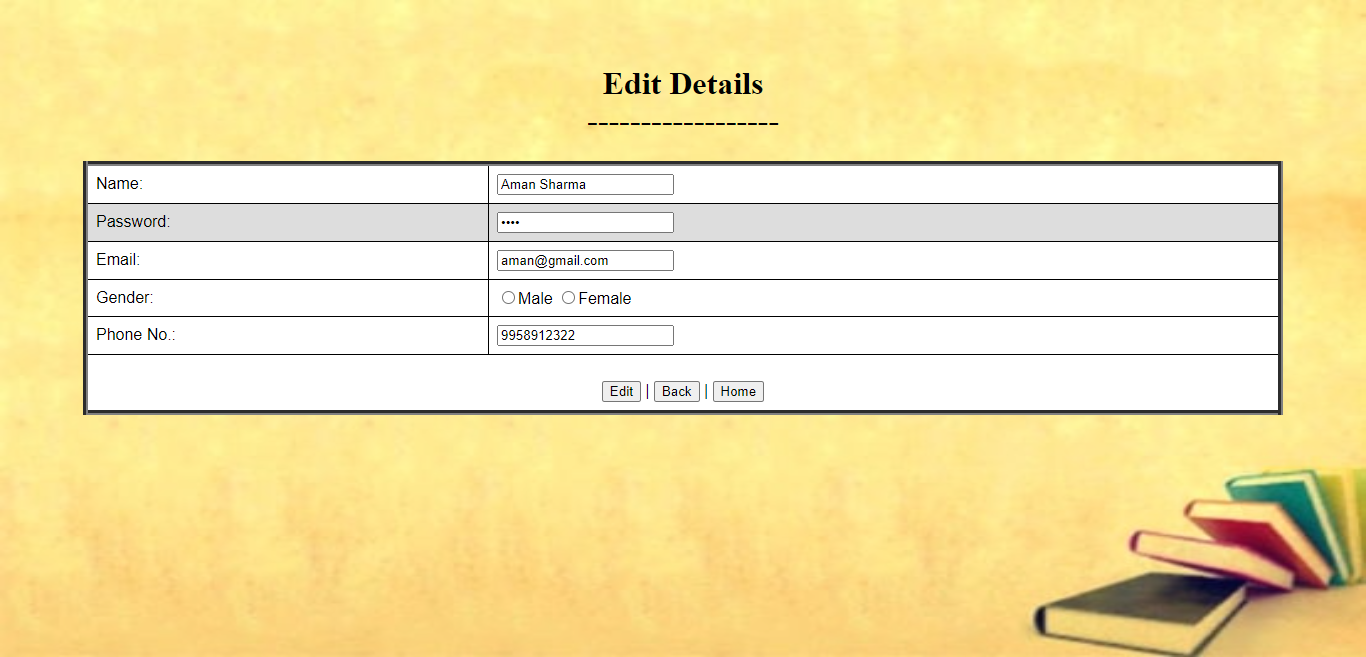 Edit Details
------------------
Name: Aman Sharma
Password: ••••
Email: aman@gmail.com
Gender: Male Female
Phone No.: 9958912322
Edit | Back | Home